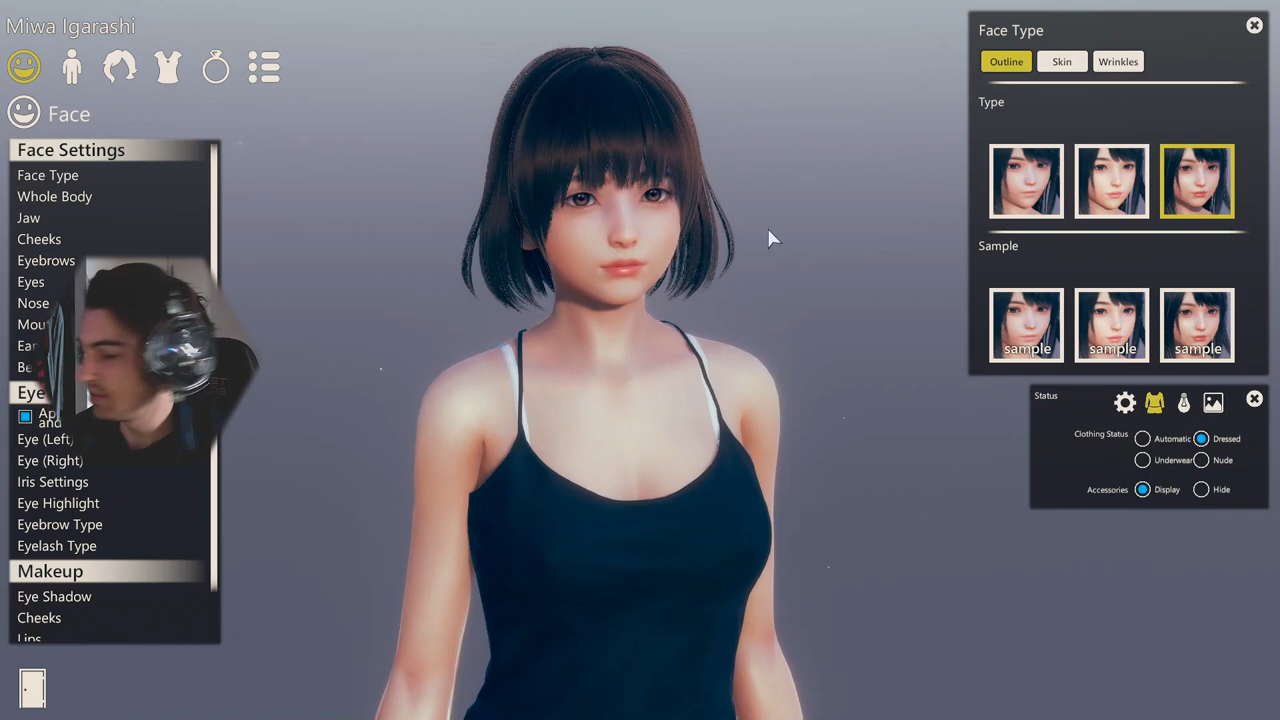 Miwa Igarashi
Face
Face Settings
Face Type
Whole Body
Jaw
Cheeks
Eyebrows
Eyes
Nose
Eye (Left)
Eye (Right)
Iris Settings
Eye Highlight
Eyebrow Type
Eyelash Type
Makeup
Eye Shadow
Cheeks
Lips
Face Type
Outline Skin Wrinkles
Type
Sample
sample sample sample
Status
Clothing Status Automatic Dressed
Underwear Nude
Accessories Display Hide